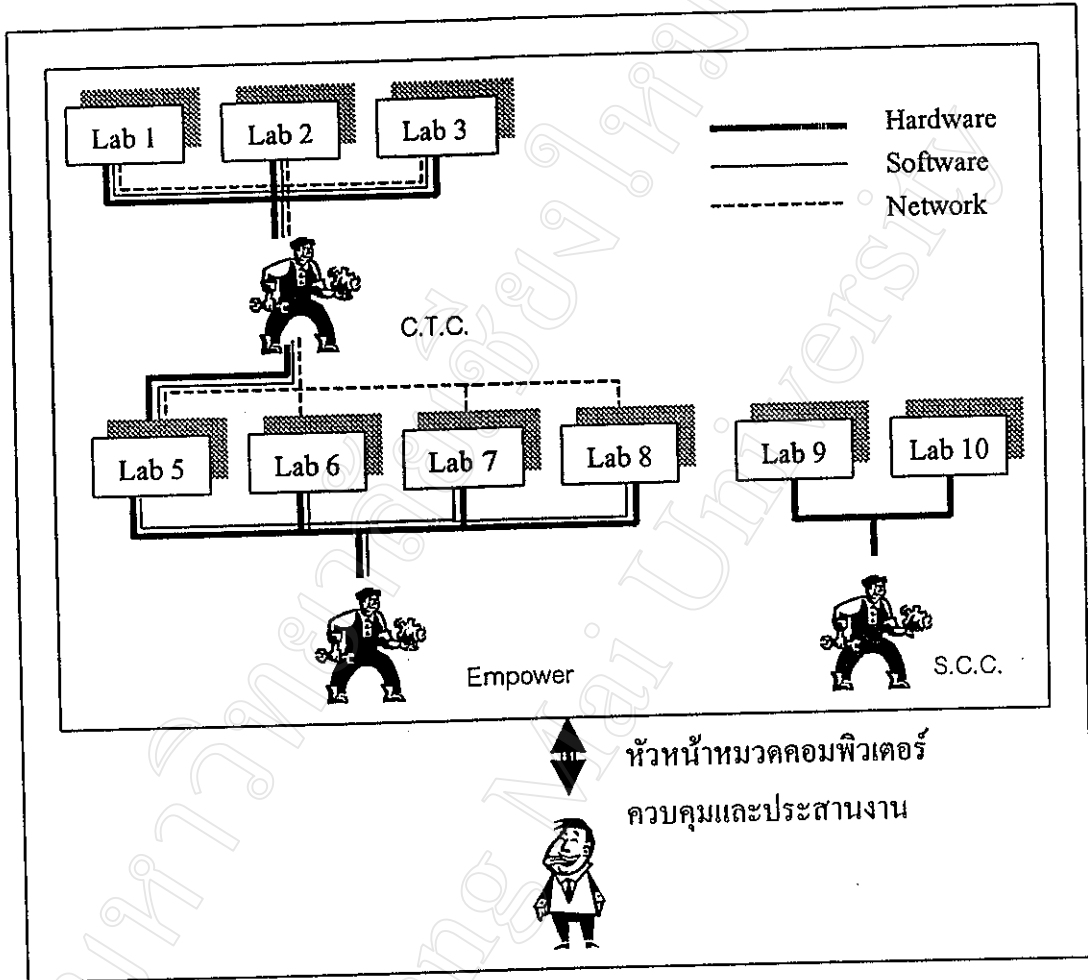 Lab 1
Lab 2
Lab 3
Hardware
Software
Network
C.T.C.
Lab 5
Lab 6
Lab 7
Lab 8
Lab 9
Lab 10
Empower
S.C.C.
หัวหน้าหมวดคอมพิวเตอร์
ควบคุมและประสานงาน